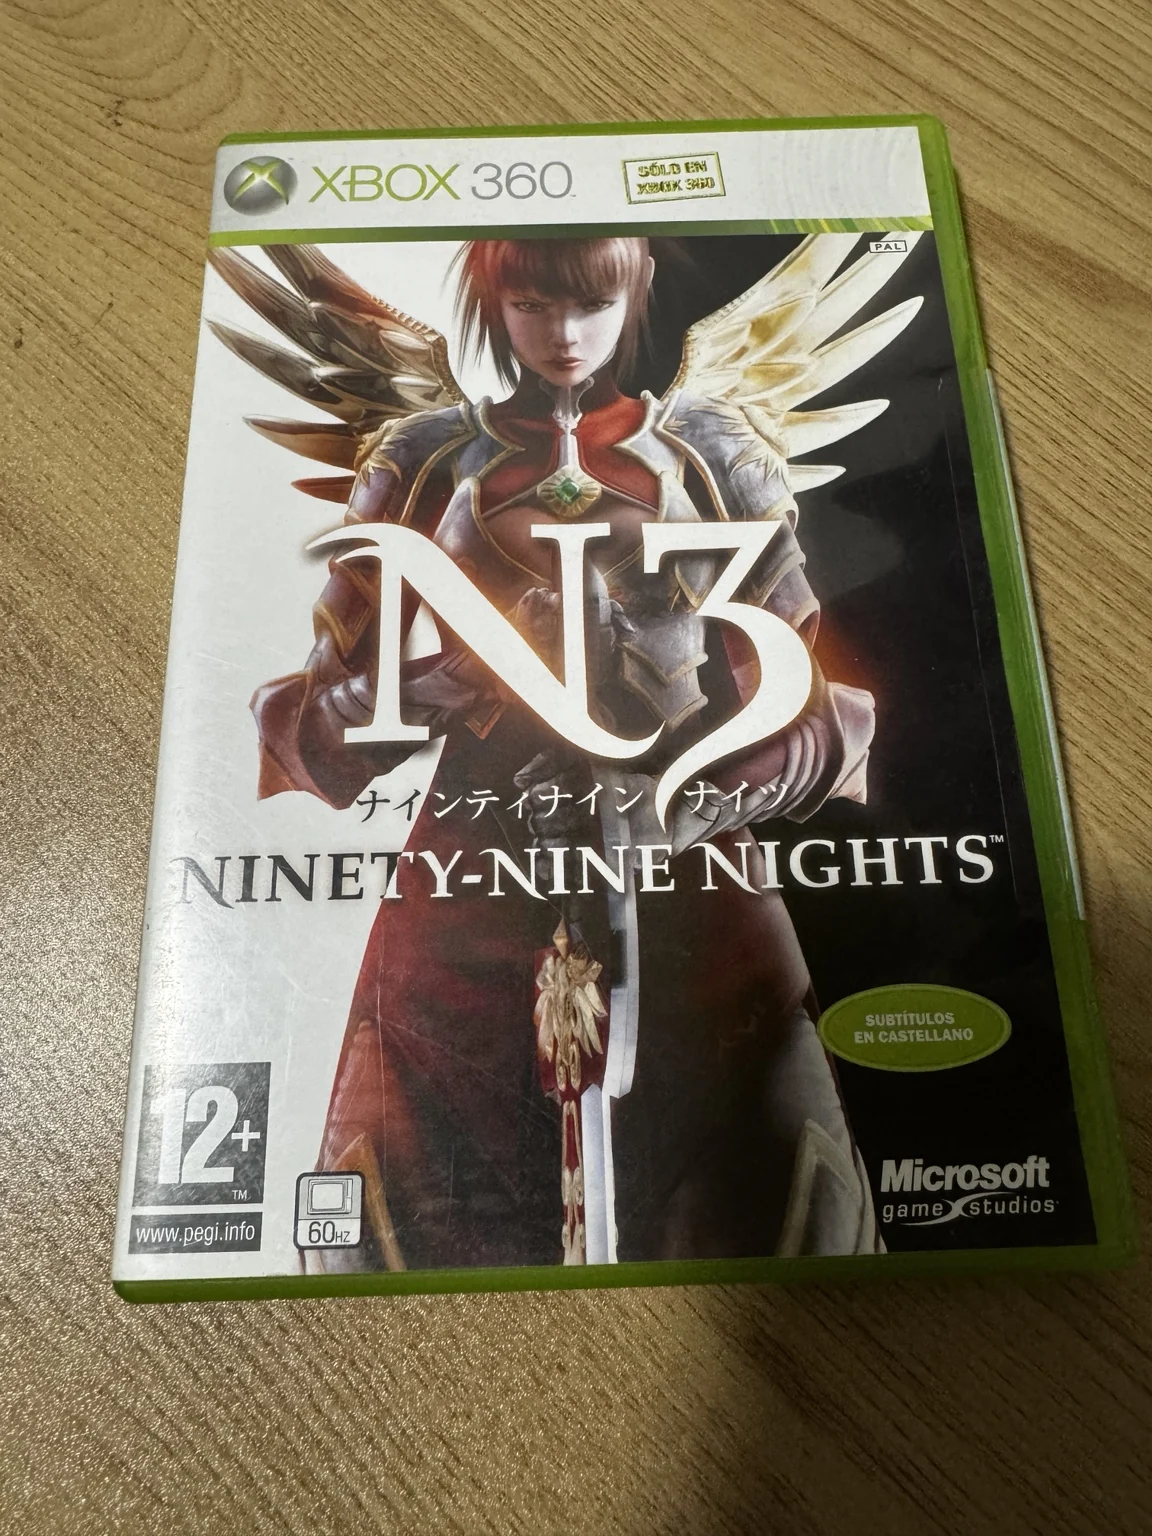 XBOX 360™
SÓLO EN
XBOX 360
PAL
N3
ナインティナイン ナイツ
NINETY-NINE NIGHTS™
SUBTÍTULOS
EN CASTELLANO
12+
™
www.pegi.info
60HZ
Microsoft
game studios